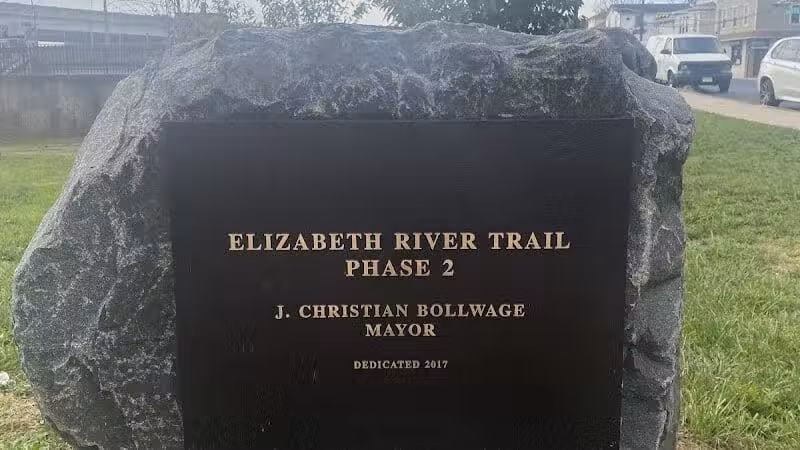 ELIZABETH RIVER TRAIL
PHASE 2
J. CHRISTIAN BOLLWAGE
MAYOR
DEDICATED 2017